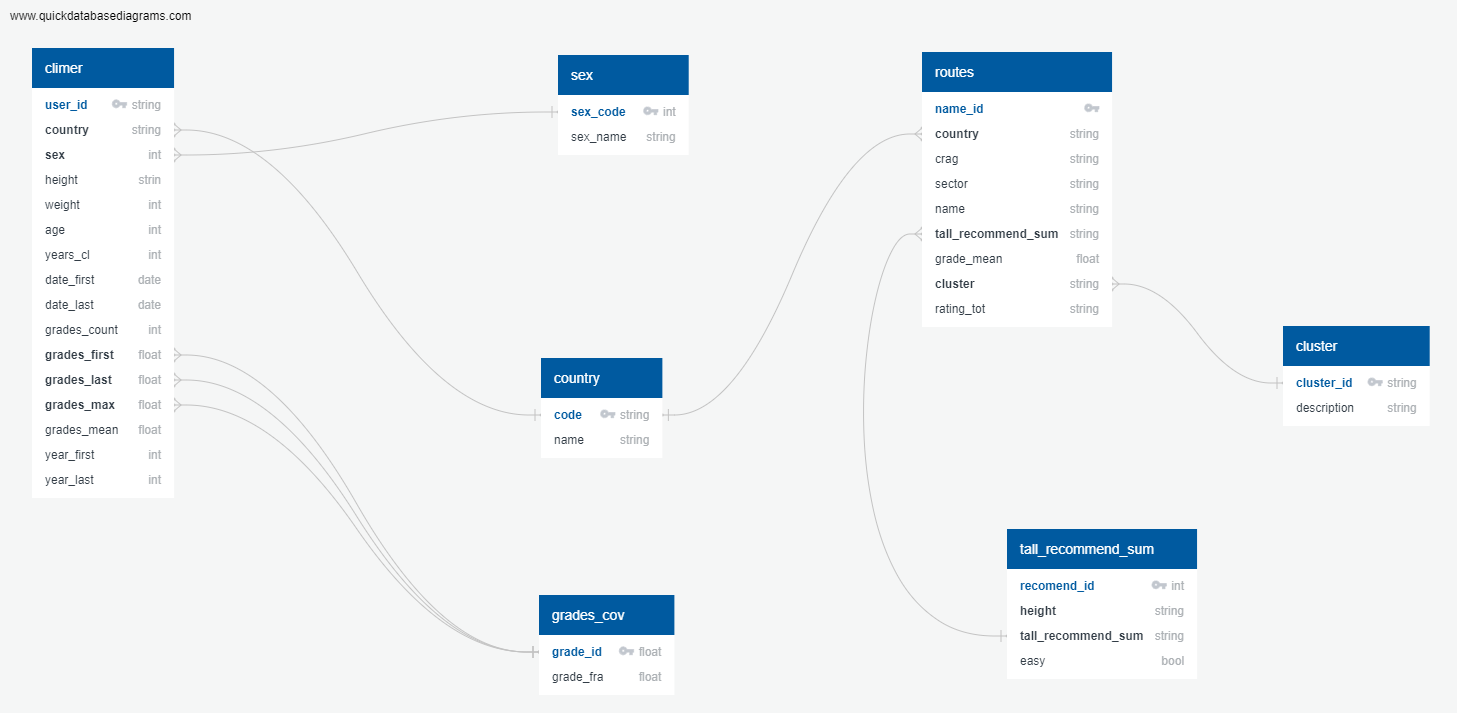 www.quickdatabasediagrams.com
climer
user_id string
country string
sex int
height strin
weight int
age int
years_cl int
date_first date
date_last date
grades_count int
grades_first float
grades_last float
grades_max float
grades_mean float
year_first int
year_last int
sex
sex_code int
sex_name string
country
code string
name string
grades_cov
grade_id float
grade_fra float
routes
name_id
country string
crag string
sector string
name string
tall_recommend_sum string
grade_mean float
cluster string
rating_tot string
cluster
cluster_id string
description string
tall_recommend_sum
recomend_id int
height string
tall_recommend_sum string
easy bool